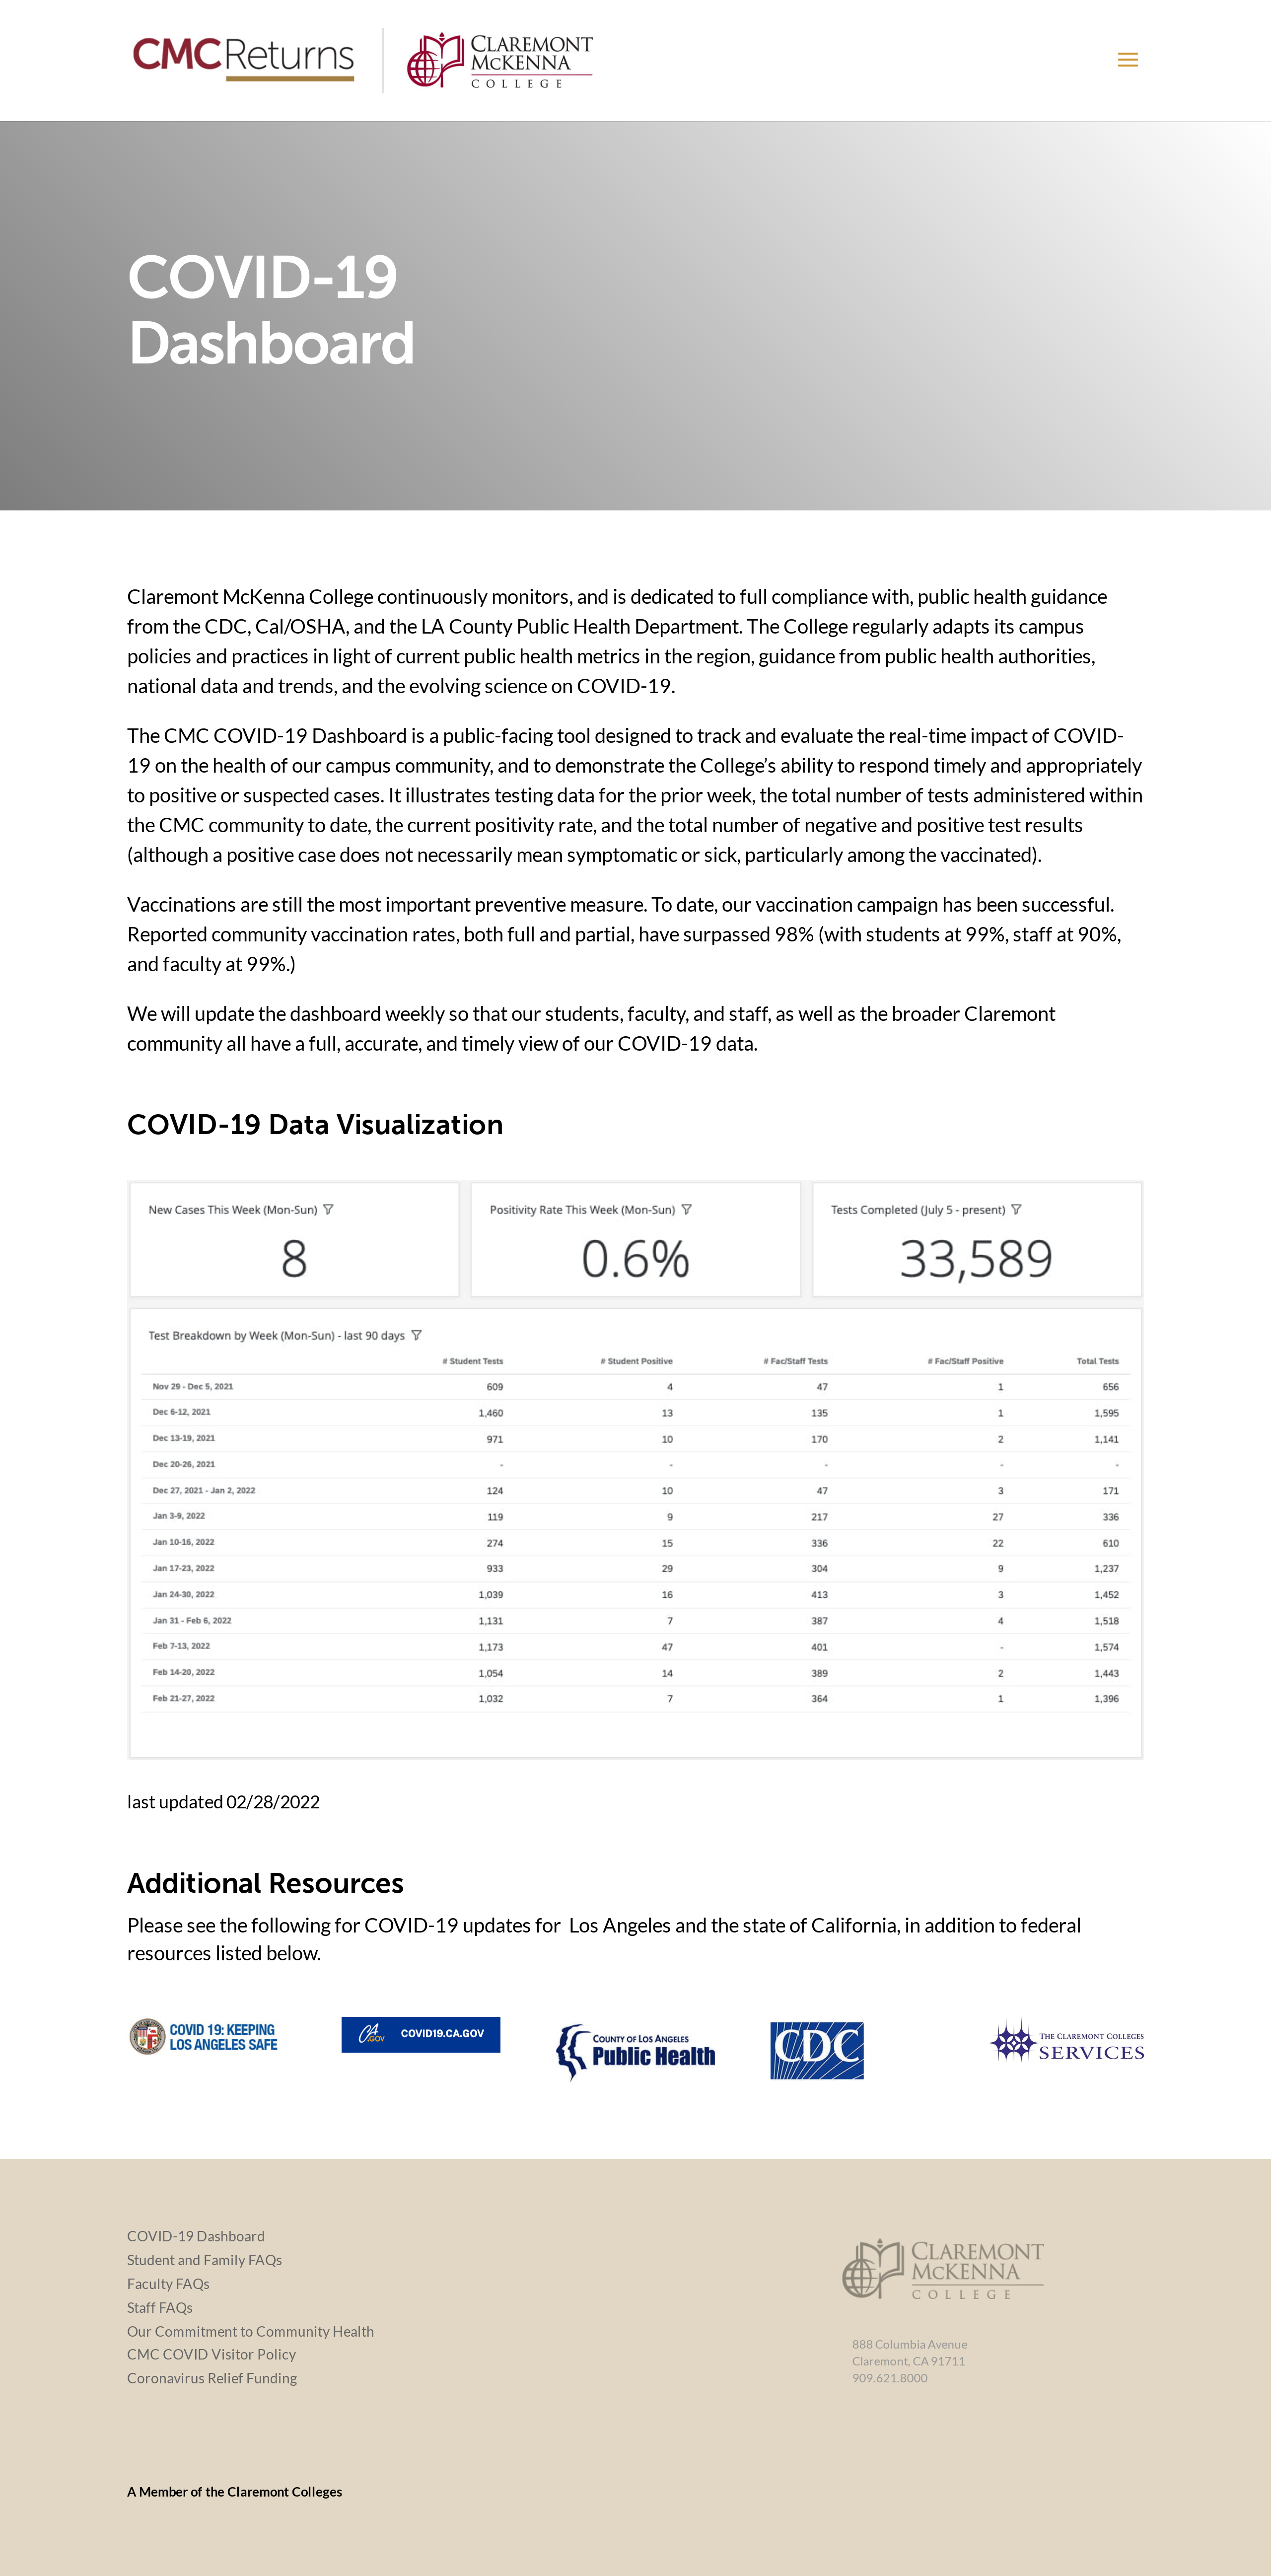 CMCReturns
CLAREMONT
MCKENNA
COLLEGE
COVID-19
Dashboard
Claremont McKenna College continuously monitors, and is dedicated to full compliance with, public health guidance
from the CDC, Cal/OSHA, and the LA County Public Health Department. The College regularly adapts its campus
policies and practices in light of current public health metrics in the region, guidance from public health authorities,
national data and trends, and the evolving science on COVID-19.
The CMC COVID-19 Dashboard is a public-facing tool designed to track and evaluate the real-time impact of COVID-
19 on the health of our campus community, and to demonstrate the College’s ability to respond timely and appropriately
to positive or suspected cases. It illustrates testing data for the prior week, the total number of tests administered within
the CMC community to date, the current positivity rate, and the total number of negative and positive test results
(although a positive case does not necessarily mean symptomatic or sick, particularly among the vaccinated).
Vaccinations are still the most important preventive measure. To date, our vaccination campaign has been successful.
Reported community vaccination rates, both full and partial, have surpassed 98% (with students at 99%, staff at 90%,
and faculty at 99%.)
We will update the dashboard weekly so that our students, faculty, and staff, as well as the broader Claremont
community all have a full, accurate, and timely view of our COVID-19 data.
COVID-19 Data Visualization
New Cases This Week (Mon-Sun)
8
Positivity Rate This Week (Mon-Sun)
0.6%
Tests Completed (July 5 - present)
33,589
Test Breakdown by Week (Mon-Sun) - last 90 days
# Student Tests # Student Positive # Fac/Staff Tests # Fac/Staff Positive Total Tests
Nov 29 - Dec 5, 2021 609 4 47 1 656
Dec 6-12, 2021 1,460 13 135 1 1,595
Dec 13-19, 2021 971 10 170 2 1,141
Dec 20-26, 2021 - - - - -
Dec 27, 2021 - Jan 2, 2022 124 10 47 3 171
Jan 3-9, 2022 119 9 217 27 336
Jan 10-16, 2022 274 15 336 22 610
Jan 17-23, 2022 933 29 304 9 1,237
Jan 24-30, 2022 1,039 16 413 3 1,452
Jan 31 - Feb 6, 2022 1,131 7 387 4 1,518
Feb 7-13, 2022 1,173 47 401 - 1,574
Feb 14-20, 2022 1,054 14 389 2 1,443
Feb 21-27, 2022 1,032 7 364 1 1,396
last updated 02/28/2022
Additional Resources
Please see the following for COVID-19 updates for  Los Angeles and the state of California, in addition to federal
resources listed below.
COVID 19: KEEPING
LOS ANGELES SAFE
CA.GOV COVID19.CA.GOV
COUNTY OF LOS ANGELES
Public Health
CDC
THE CLAREMONT COLLEGES
SERVICES
COVID-19 Dashboard
Student and Family FAQs
Faculty FAQs
Staff FAQs
Our Commitment to Community Health
CMC COVID Visitor Policy
Coronavirus Relief Funding
CLAREMONT
MCKENNA
COLLEGE
888 Columbia Avenue
Claremont, CA 91711
909.621.8000
A Member of the Claremont Colleges